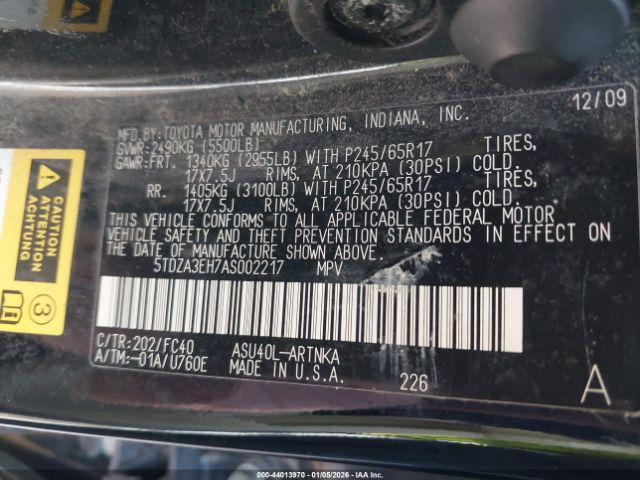 12/09
MFD.BY:TOYOTA MOTOR MANUFACTURING, INDIANA, INC.
GVWR:2490KG (5500LB)
GAWR:FRT. 1340KG (2955LB) WITH P245/65R17 TIRES,
17X7.5J RIMS, AT 210KPA (30PSI) COLD.
RR. 1405KG (3100LB) WITH P245/65R17 TIRES,
17X7.5J RIMS, AT 210KPA (30PSI) COLD.
THIS VEHICLE CONFORMS TO ALL APPLICABLE FEDERAL MOTOR
VEHICLE SAFETY AND THEFT PREVENTION STANDARDS IN EFFECT ON
THE DATE OF MANUFACTURE SHOWN ABOVE.
5TDZA3EH7AS002217 MPV
C/TR:202/FC40 ASU40L-ARTNKA
A/TM:-01A/U760E MADE IN U.S.A.
226
A
CAUTION
ATTENTION
ACHTUNG
3
000-44013970 - 01/05/2026 - IAAI.COM